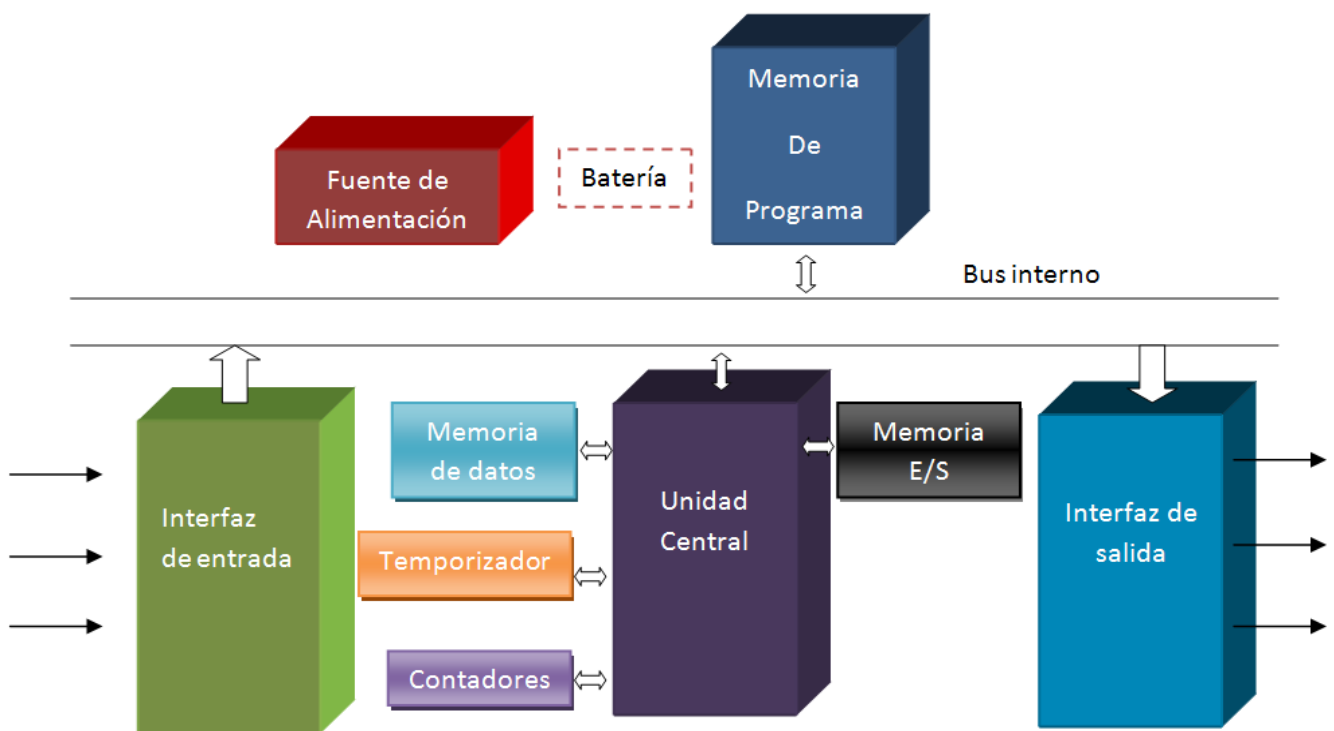 Memoria
De
Programa
Fuente de
Alimentación
Batería
Bus interno
Interfaz
de entrada
Memoria
de datos
Temporizador
Contadores
Unidad
Central
Memoria
E/S
Interfaz de
salida